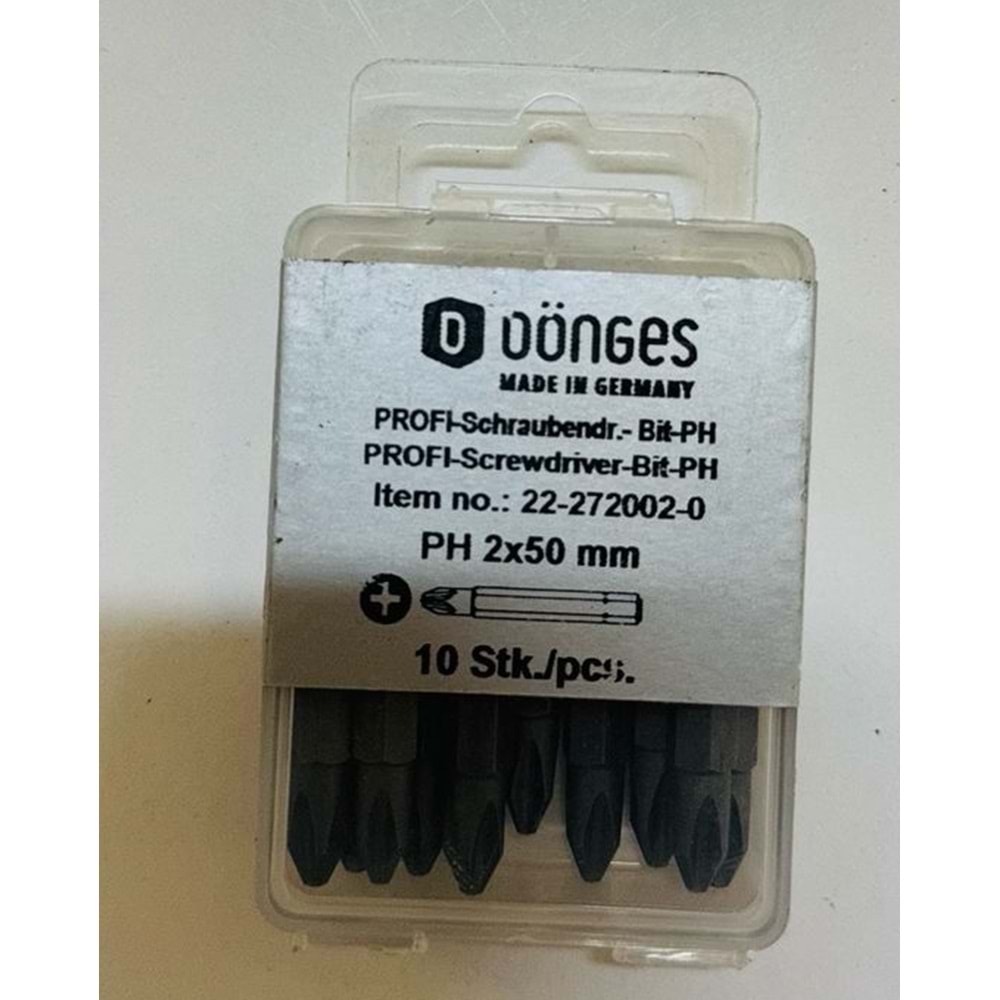 D DÖNGES
MADE IN GERMANY
PROFI-Schraubendr.- Bit-PH
PROFI-Screwdriver-Bit-PH
Item no.: 22-272002-0
PH 2x50 mm
10 Stk./pcs.